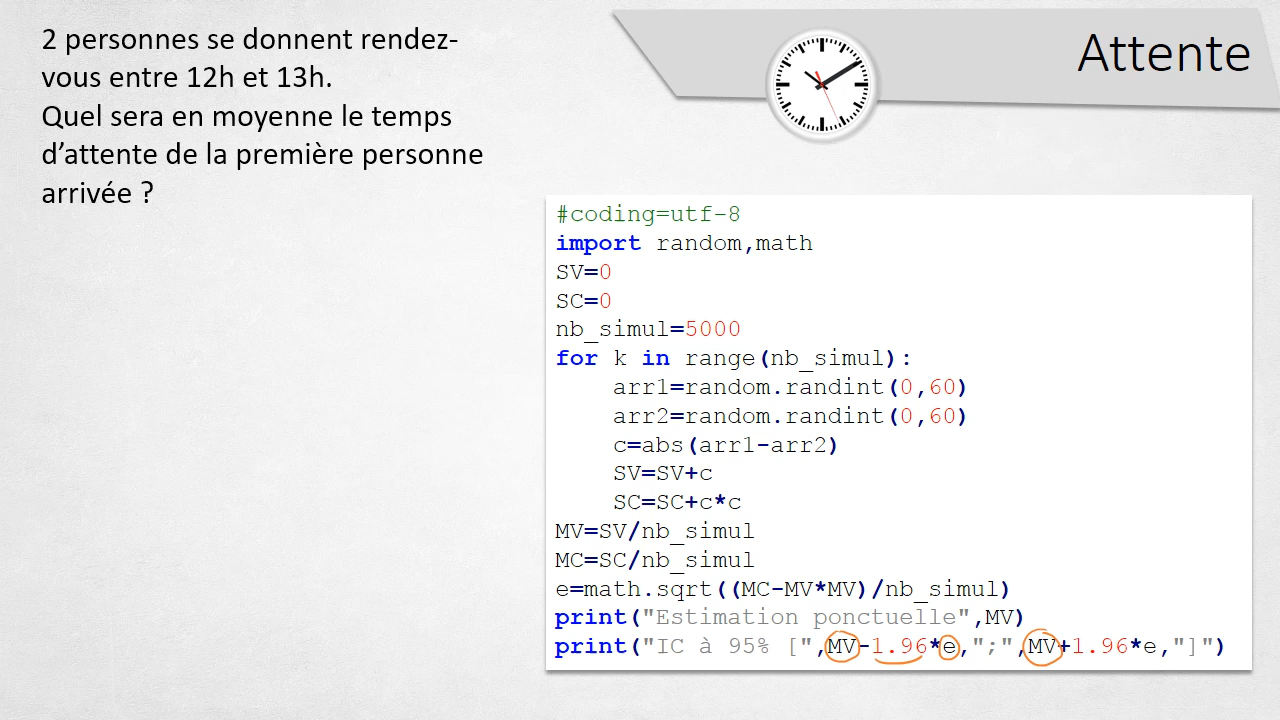 2 personnes se donnent rendez-
vous entre 12h et 13h.
Quel sera en moyenne le temps
d’attente de la première personne
arrivée ?
Attente
#coding=utf-8
import random,math
SV=0
SC=0
nb_simul=5000
for k in range(nb_simul):
    arr1=random.randint(0,60)
    arr2=random.randint(0,60)
    c=abs(arr1-arr2)
    SV=SV+c
    SC=SC+c*c
MV=SV/nb_simul
MC=SC/nb_simul
e=math.sqrt((MC-MV*MV)/nb_simul)
print("Estimation ponctuelle",MV)
print("IC à 95% [",MV-1.96*e,";",MV+1.96*e,"]")